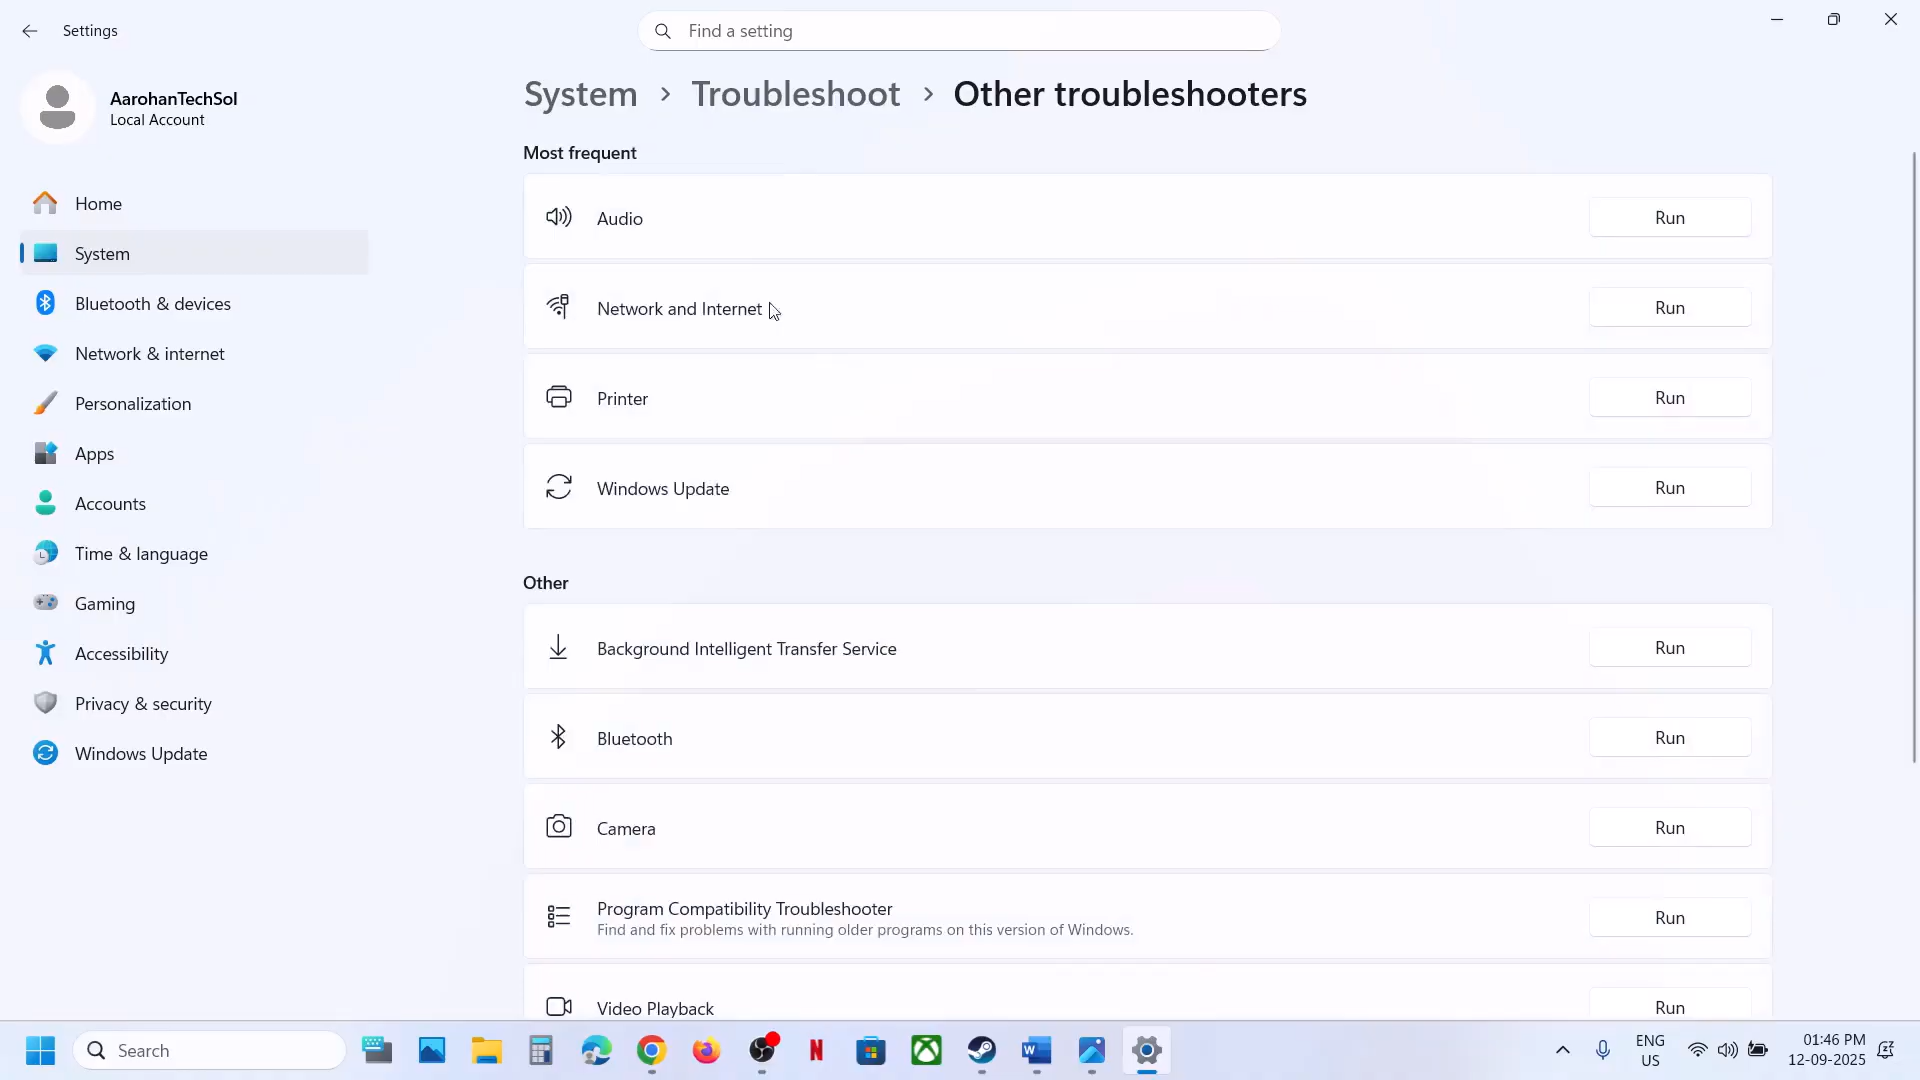 Settings
Find a setting
AarohanTechSol
Local Account
Home
System
Bluetooth & devices
Network & internet
Personalization
Apps
Accounts
Time & language
Gaming
Accessibility
Privacy & security
Windows Update
System > Troubleshoot > Other troubleshooters
Most frequent
Audio
Run
Network and Internet
Run
Printer
Run
Windows Update
Run
Other
Background Intelligent Transfer Service
Run
Bluetooth
Run
Camera
Run
Program Compatibility Troubleshooter
Find and fix problems with running older programs on this version of Windows.
Run
Video Playback
Run
Search
ENG
US
01:46 PM
12-09-2025